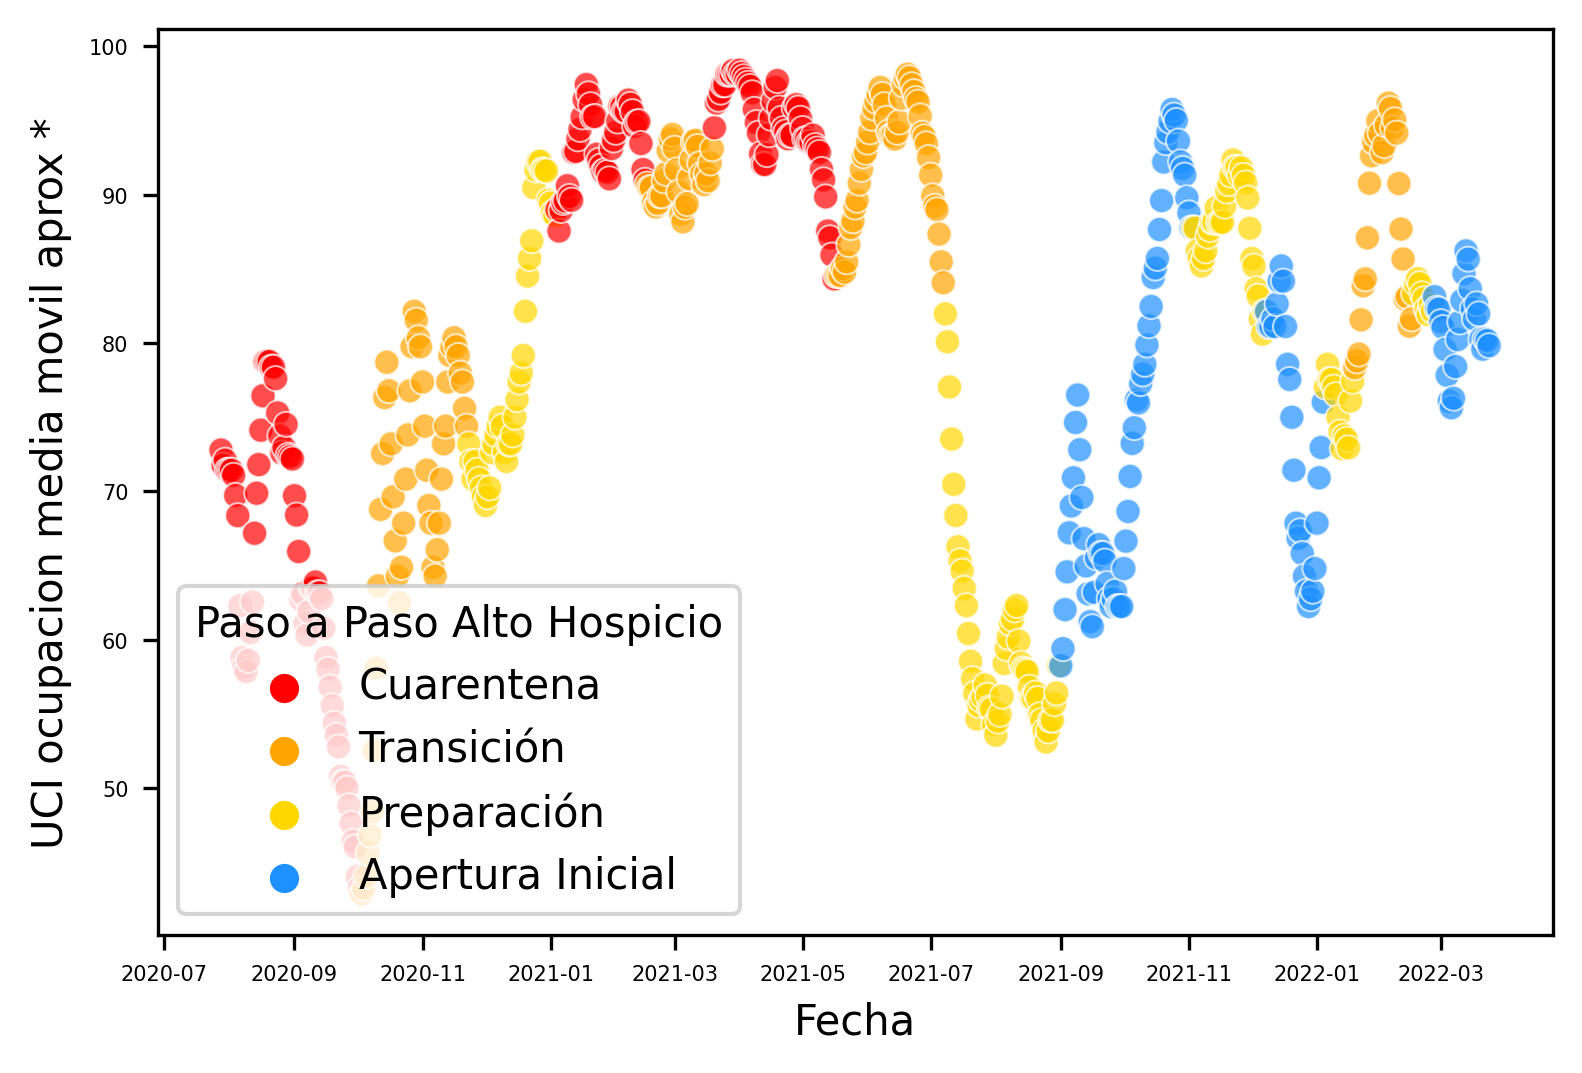 100
90
80
70
60
50
UCI ocupacion media movil aprox *
Paso a Paso Alto Hospicio
Cuarentena
Transición
Preparación
Apertura Inicial
2020-07 2020-09 2020-11 2021-01 2021-03 2021-05 2021-07 2021-09 2021-11 2022-01 2022-03
Fecha